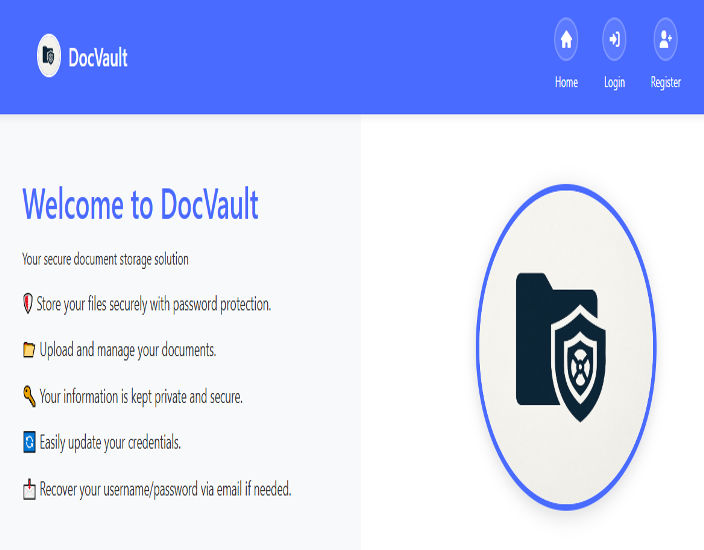 DocVault
Home
Login
Register
Welcome to DocVault
Your secure document storage solution
Store your files securely with password protection.
Upload and manage your documents.
Your information is kept private and secure.
Easily update your credentials.
Recover your username/password via email if needed.